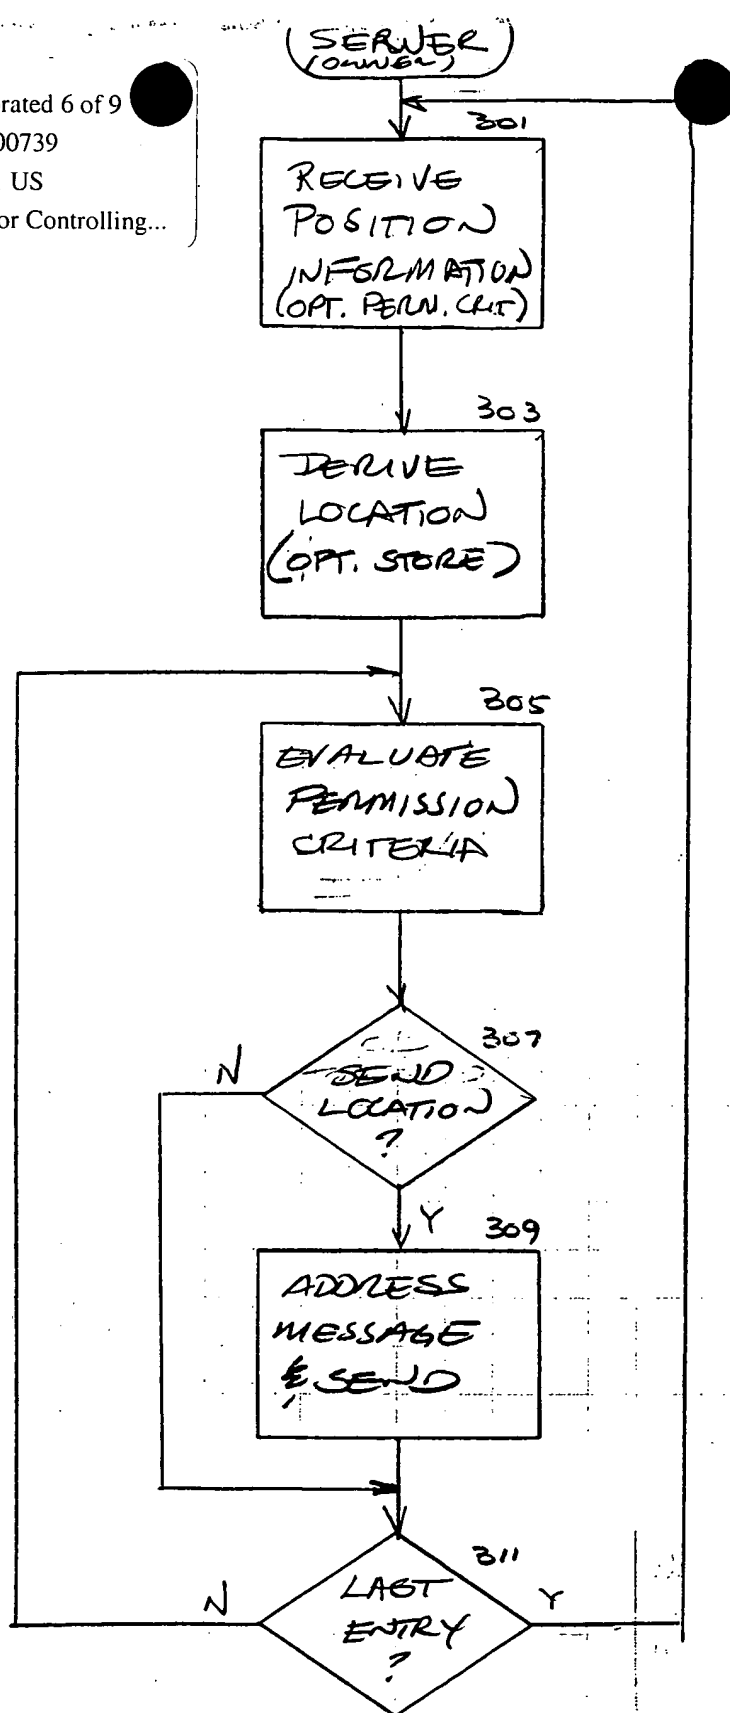 SERVER
(OWNER)
rated 6 of 9
00739
US
or Controlling...
301
RECEIVE
POSITION
INFORMATION
(OPT. PERM. CRIT)
303
DERIVE
LOCATION
(OPT. STORE)
305
EVALUATE
PERMISSION
CRITERIA
307
N
SEND
LOCATION
?
Y
309
ADDRESS
MESSAGE
& SEND
311
N
LAST
ENTRY
?
Y